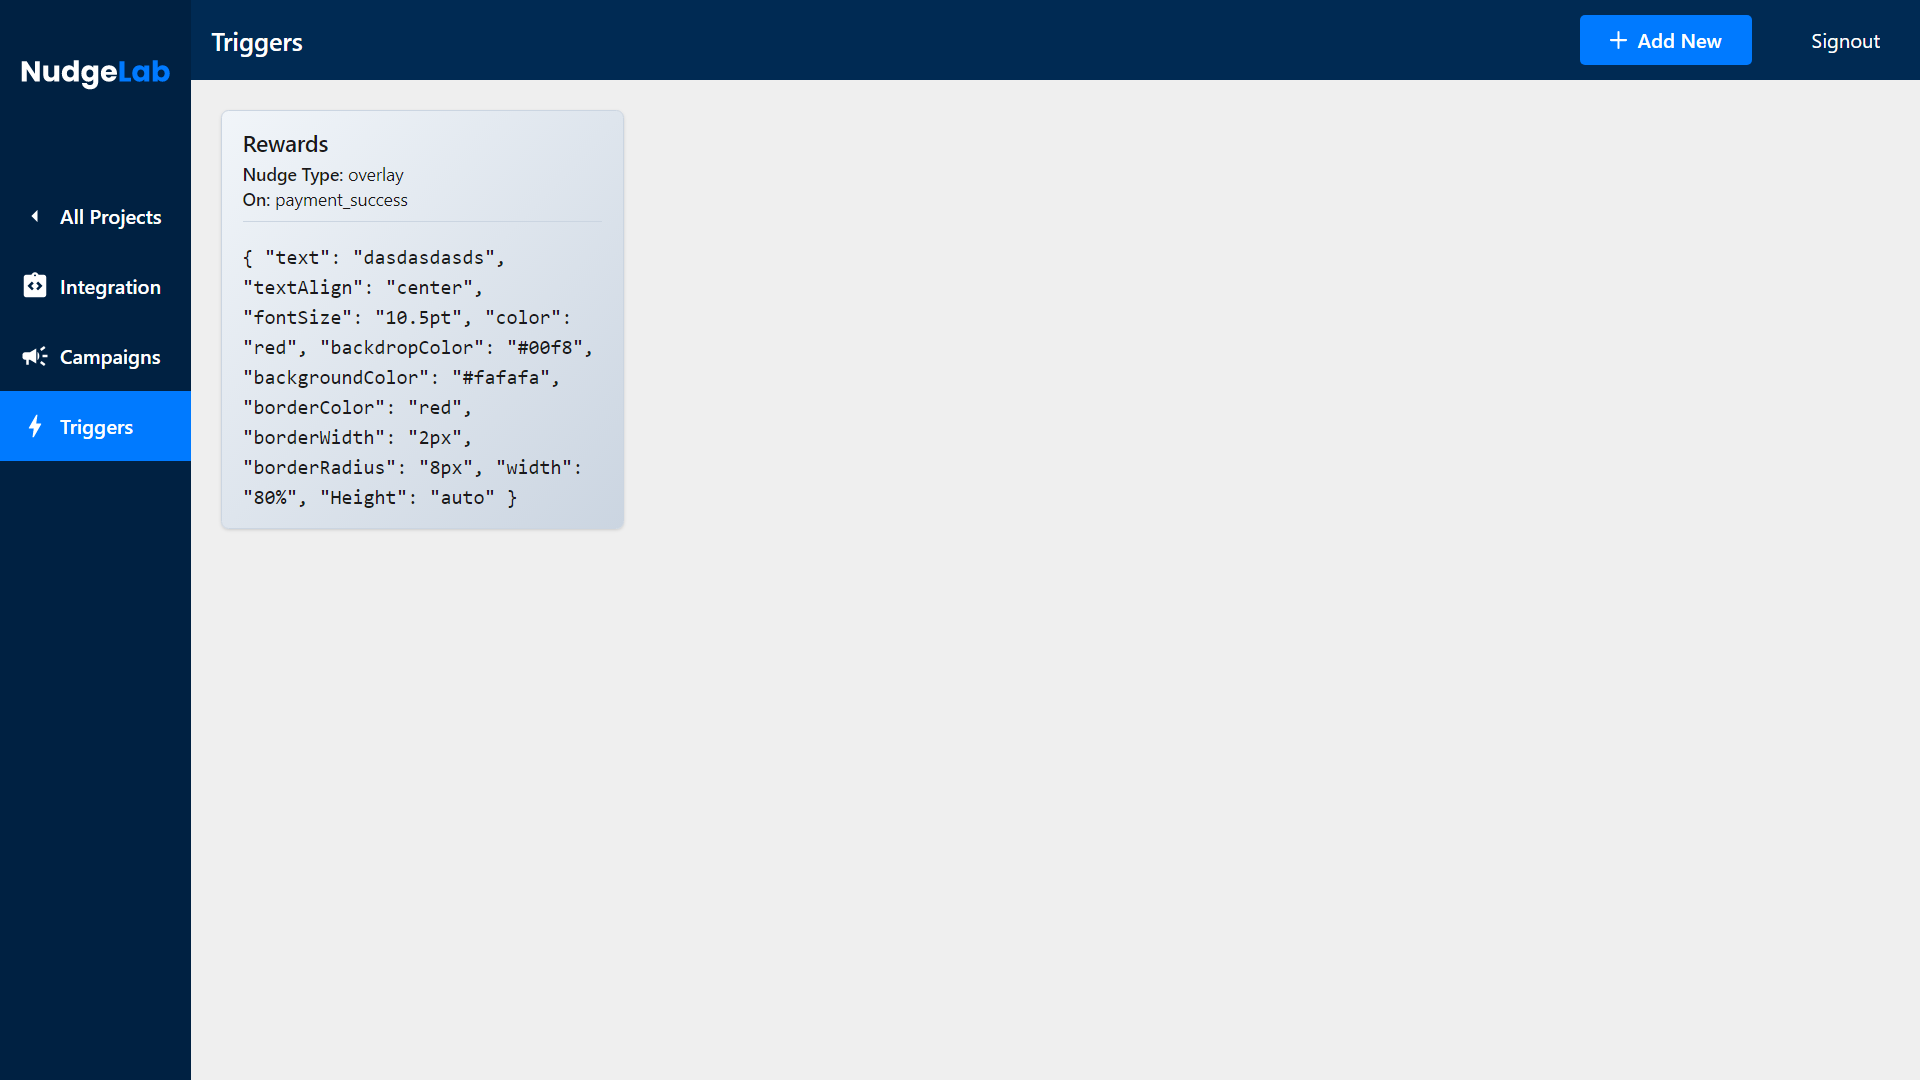 NudgeLab
Triggers
Add New
Signout
All Projects
Integration
Campaigns
Triggers
Rewards
Nudge Type: overlay
On: payment_success
{ "text": "dasdasdasds",
"textAlign": "center",
"fontSize": "10.5pt", "color":
"red", "backdropColor": "#00f8",
"backgroundColor": "#fafafa",
"borderColor": "red",
"borderWidth": "2px",
"borderRadius": "8px", "width":
"80%", "Height": "auto" }